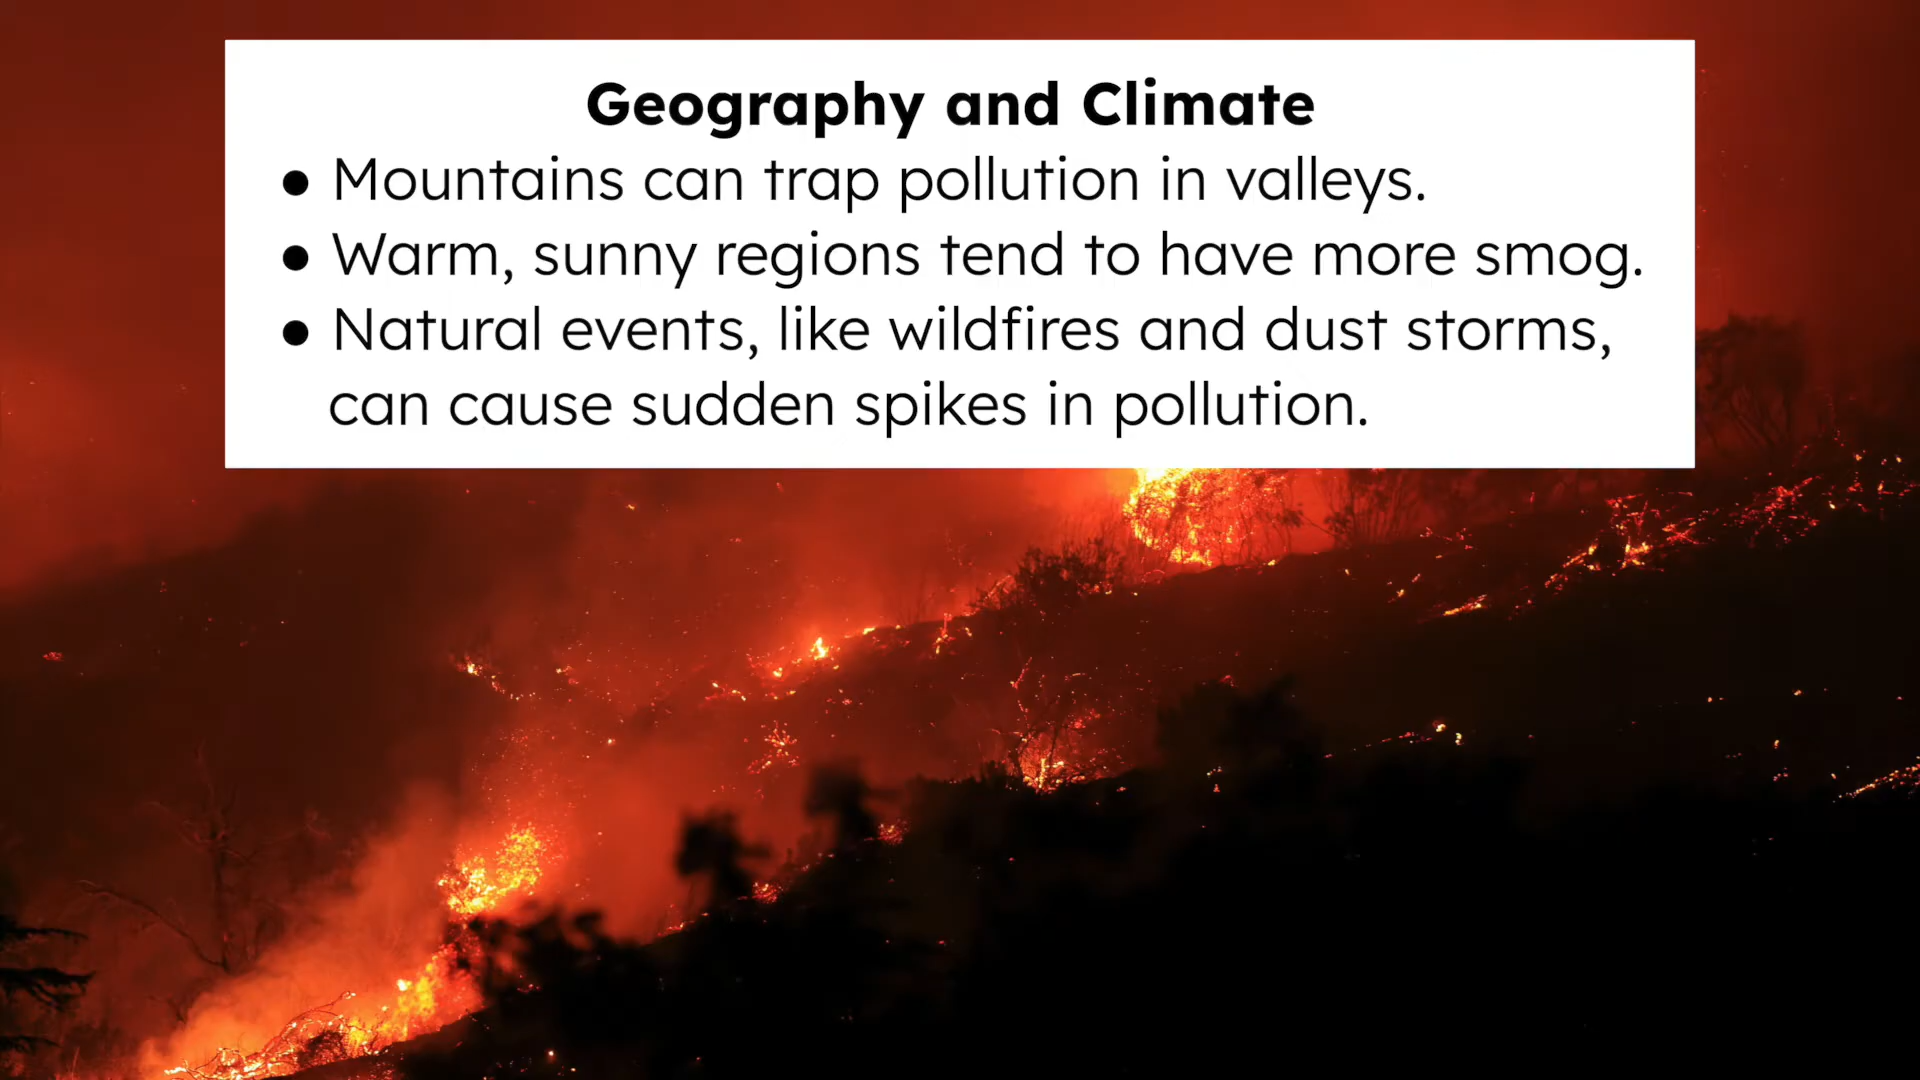 Geography and Climate
● Mountains can trap pollution in valleys.
● Warm, sunny regions tend to have more smog.
● Natural events, like wildfires and dust storms,
can cause sudden spikes in pollution.